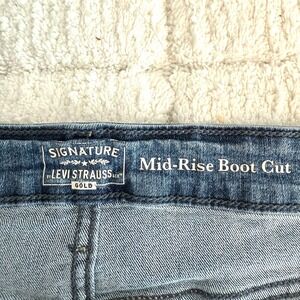 SIGNATURE
BY LEVI STRAUSS & CO.
GOLD
Mid-Rise Boot Cut